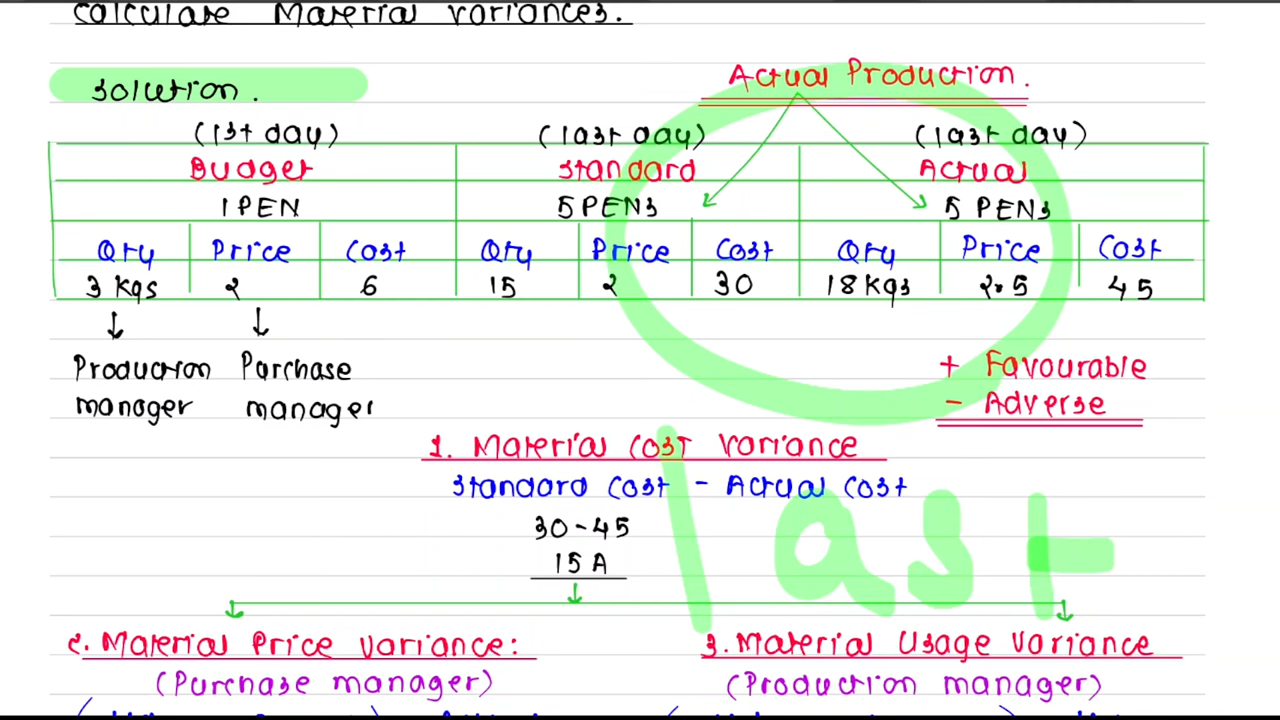 Calculate Material variances.
Solution.
Actual Production.
(1st day) (last day) (last day)
Budget Standard Actual
1 PEN 5 PENS 5 PENS
Qty Price Cost Qty Price Cost Qty Price Cost
3 Kgs 2 6 15 2 30 18 Kgs 2.5 45
Production Purchase
manager manager
+ Favourable
- Adverse
1. Material Cost Variance
Standard Cost - Actual Cost
30-45
15 A
last
2. Material Price Variance:
3. Material Usage Variance
(Purchase manager)
(Production manager)